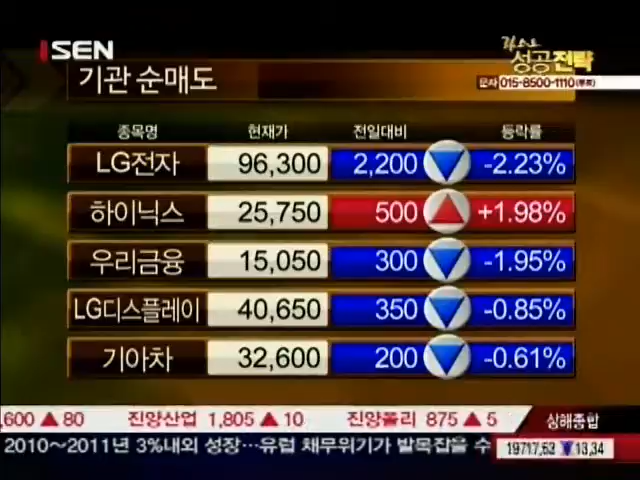 SEN
성공전략
기관 순매도
문자 015-8500-1110(무료)
종목명 현재가 전일대비 등락률
LG전자 96,300 2,200 ▼ -2.23%
하이닉스 25,750 500 ▲ +1.98%
우리금융 15,050 300 ▼ -1.95%
LG디스플레이 40,650 350 ▼ -0.85%
기아차 32,600 200 ▼ -0.61%
,600 ▲ 80 진양산업 1,805 ▲ 10 진양폴리 875 ▲ 5 상해종합
2010~2011년 3%내외 성장…유럽 채무위기가 발목잡을 수 19717,53 ▼ 13,34